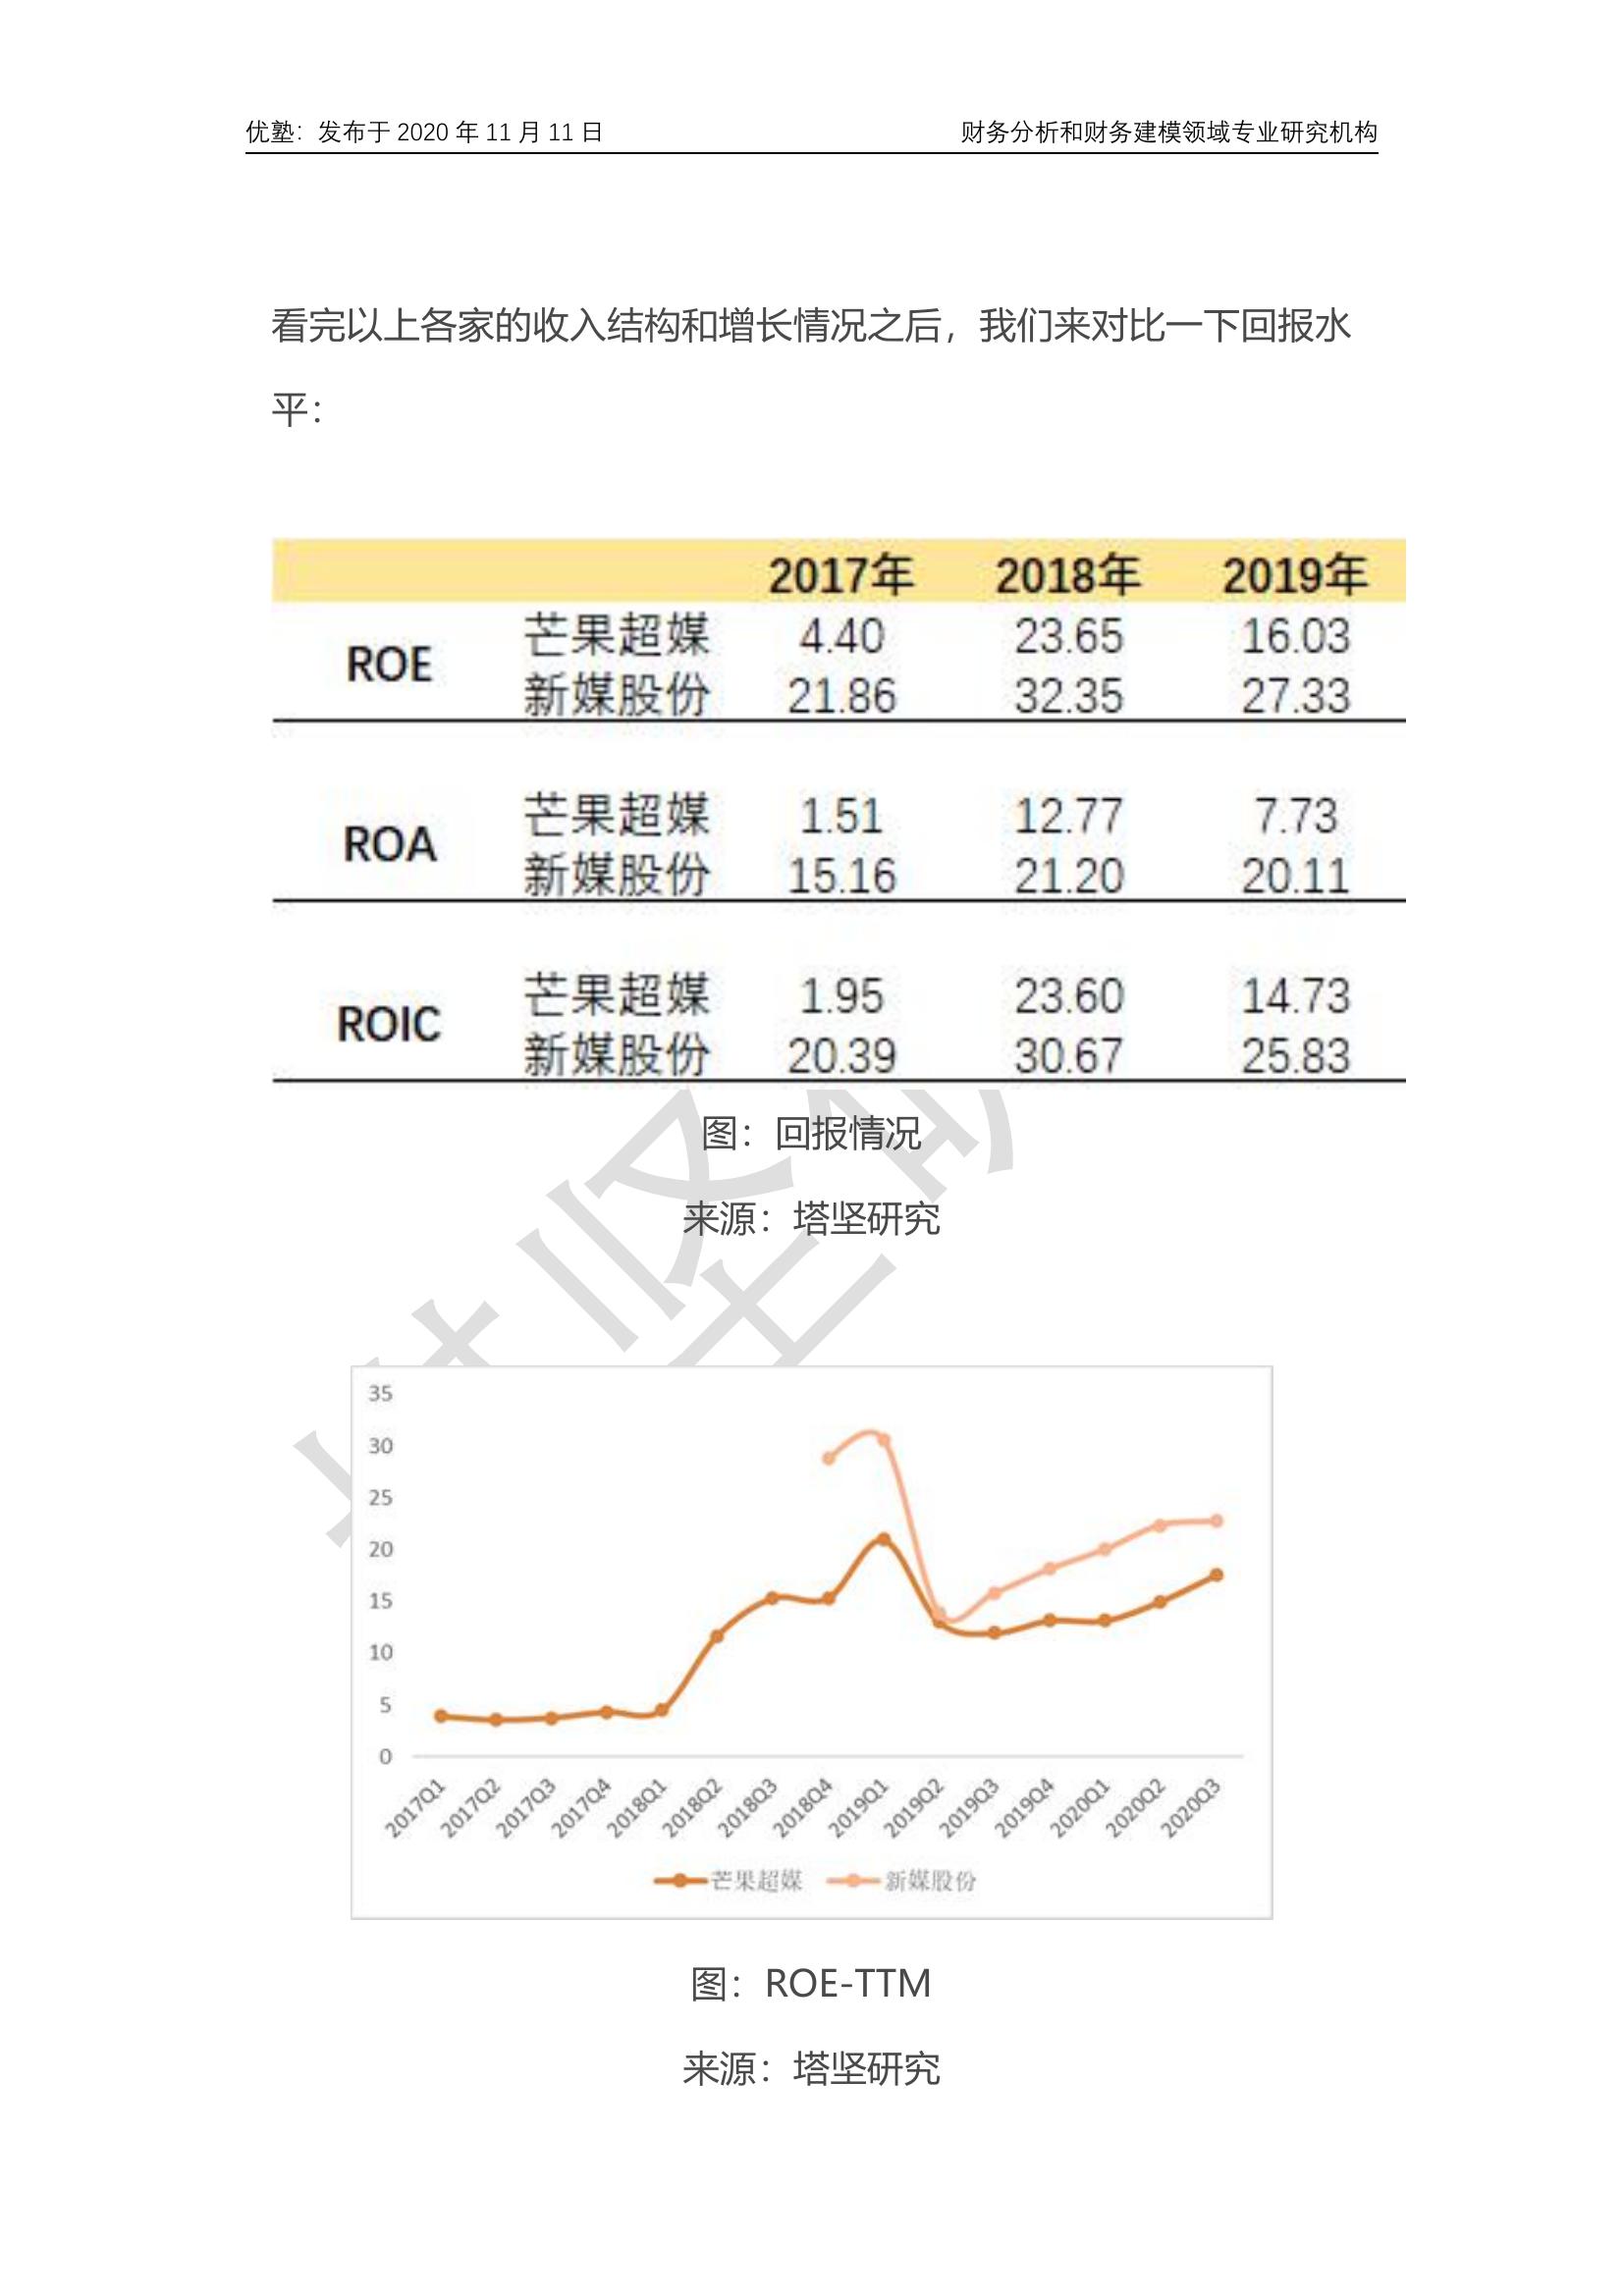 优塾：发布于 2020 年 11 月 11 日 财务分析和财务建模领域专业研究机构
看完以上各家的收入结构和增长情况之后，我们来对比一下回报水
平：
2017年 2018年 2019年
ROE
芒果超媒 4.40 23.65 16.03
新媒股份 21.86 32.35 27.33
ROA
芒果超媒 1.51 12.77 7.73
新媒股份 15.16 21.20 20.11
ROIC
芒果超媒 1.95 23.60 14.73
新媒股份 20.39 30.67 25.83
图：回报情况
来源：塔坚研究
35
30
25
20
15
10
5
0
2017Q1 2017Q2 2017Q3 2017Q4 2018Q1 2018Q2 2018Q3 2018Q4 2019Q1 2019Q2 2019Q3 2019Q4 2020Q1 2020Q2 2020Q3
芒果超媒 新媒股份
图：ROE-TTM
来源：塔坚研究